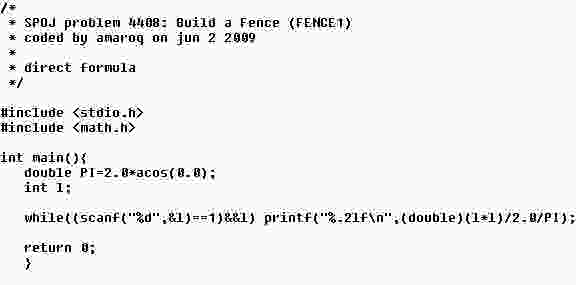 /*
 * SPOJ problem 4408: Build a Fence (FENCE1)
 * coded by amaroq on jun 2 2009
 *
 * direct formula
 */
#include <stdio.h>
#include <math.h>
int main(){
   double PI=2.0*acos(0.0);
   int l;
   while((scanf("%d",&l)==1)&&l) printf("%.2lf\n",(double)(l*l)/2.0/PI);
   return 0;
   }